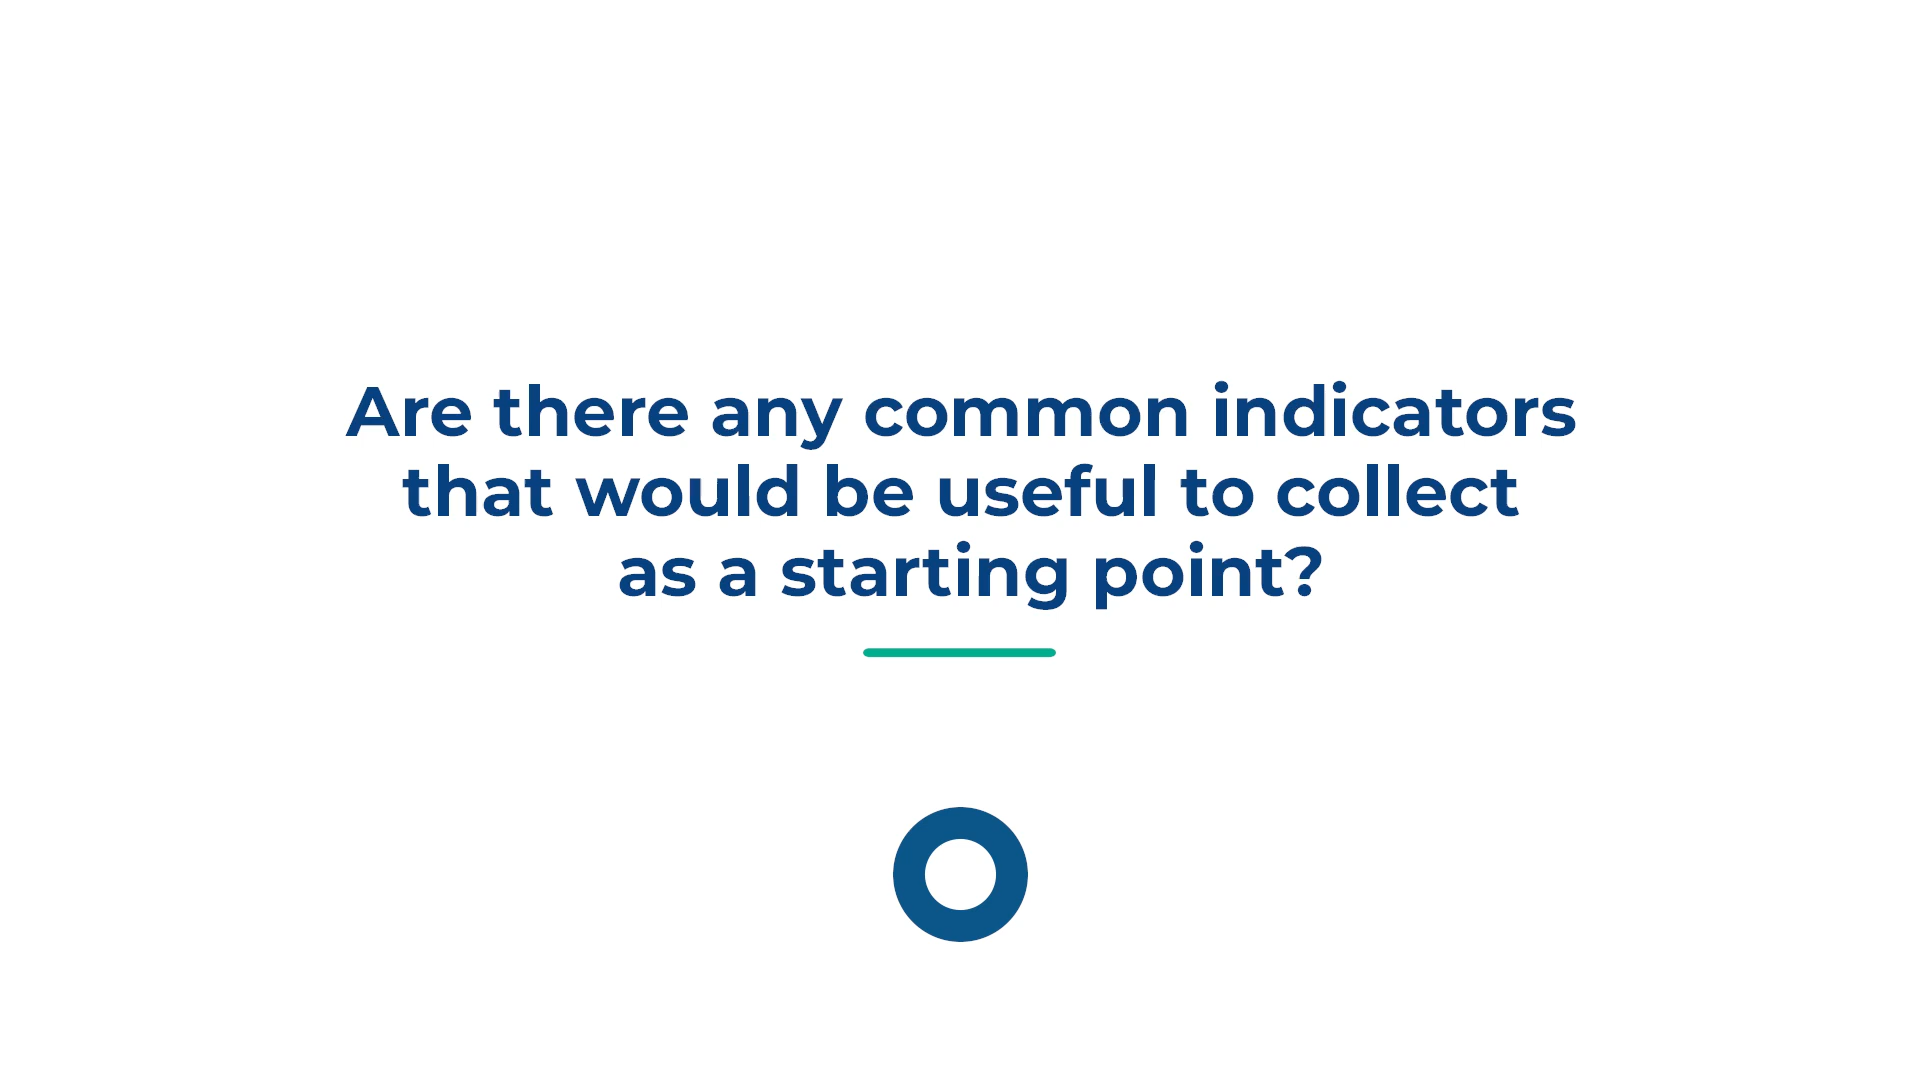 Are there any common indicators
that would be useful to collect
as a starting point?